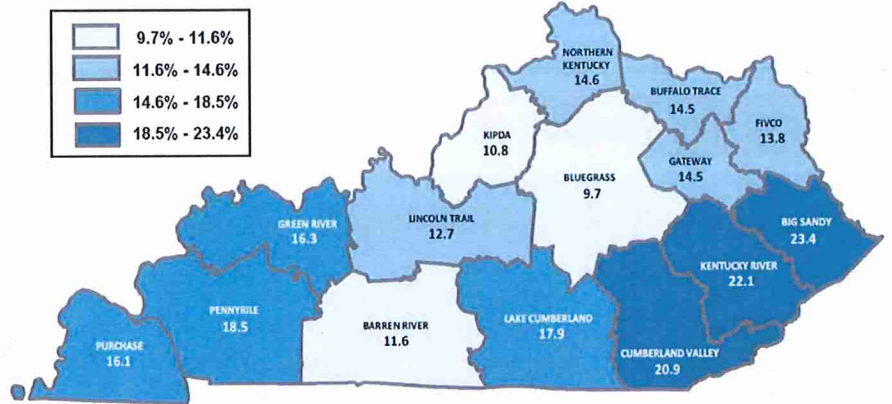 9.7% - 11.6%
11.6% - 14.6%
14.6% - 18.5%
18.5% - 23.4%
NORTHERN
KENTUCKY
14.6
BUFFALO TRACE
14.5
FIVCO
13.8
KIPDA
10.8
GATEWAY
14.5
BLUEGRASS
9.7
GREEN RIVER
16.3
LINCOLN TRAIL
12.7
BIG SANDY
23.4
KENTUCKY RIVER
22.1
PENNYRILE
18.5
BARREN RIVER
11.6
LAKE CUMBERLAND
17.9
PURCHASE
16.1
CUMBERLAND VALLEY
20.9